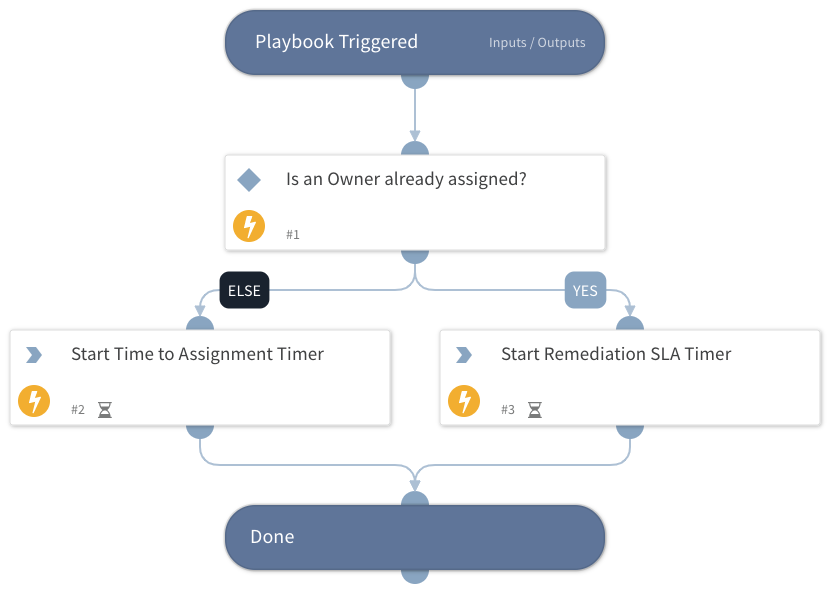 Playbook Triggered
Inputs / Outputs
Is an Owner already assigned?
#1
ELSE
YES
Start Time to Assignment Timer
#2
Start Remediation SLA Timer
#3
Done